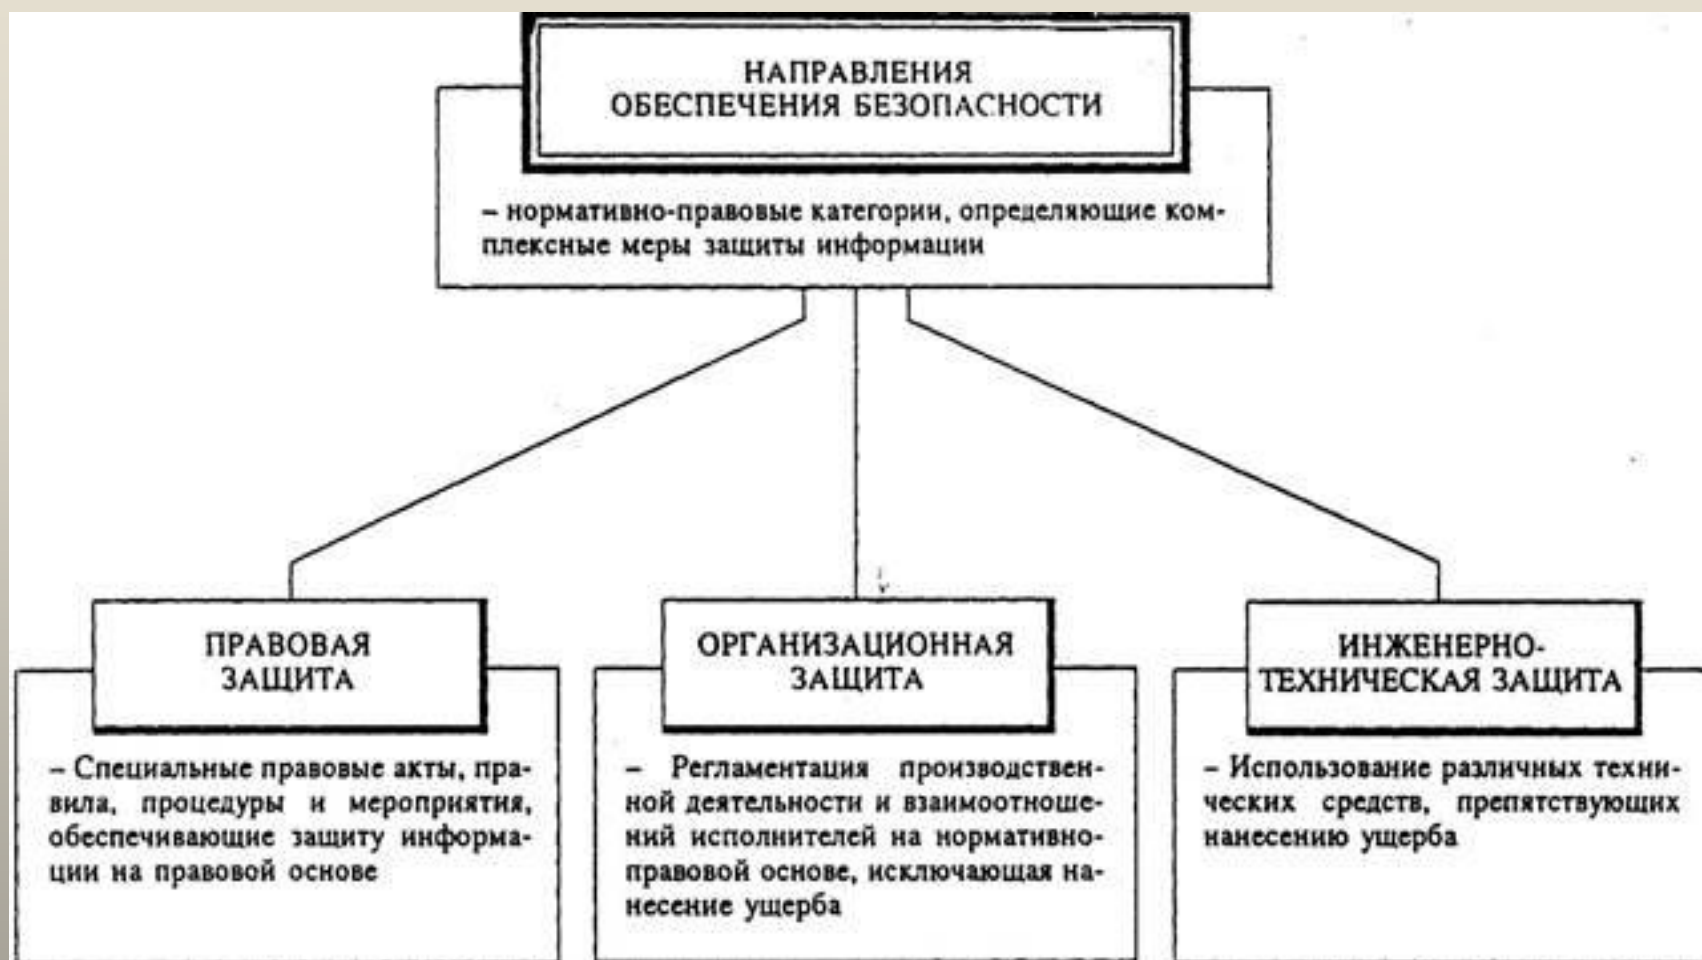 НАПРАВЛЕНИЯ
ОБЕСПЕЧЕНИЯ БЕЗОПАСНОСТИ
– нормативно-правовые категории, определяющие ком-
плексные меры защиты информации
ПРАВОВАЯ
ЗАЩИТА
– Специальные правовые акты, пра-
вила, процедуры и мероприятия,
обеспечивающие защиту информа-
ции на правовой основе
ОРГАНИЗАЦИОННАЯ
ЗАЩИТА
– Регламентация производствен-
ной деятельности и взаимоотноше-
ний исполнителей на нормативно-
правовой основе, исключающая на-
несение ущерба
ИНЖЕНЕРНО-
ТЕХНИЧЕСКАЯ ЗАЩИТА
– Использование различных техни-
ческих средств, препятствующих
нанесению ущерба